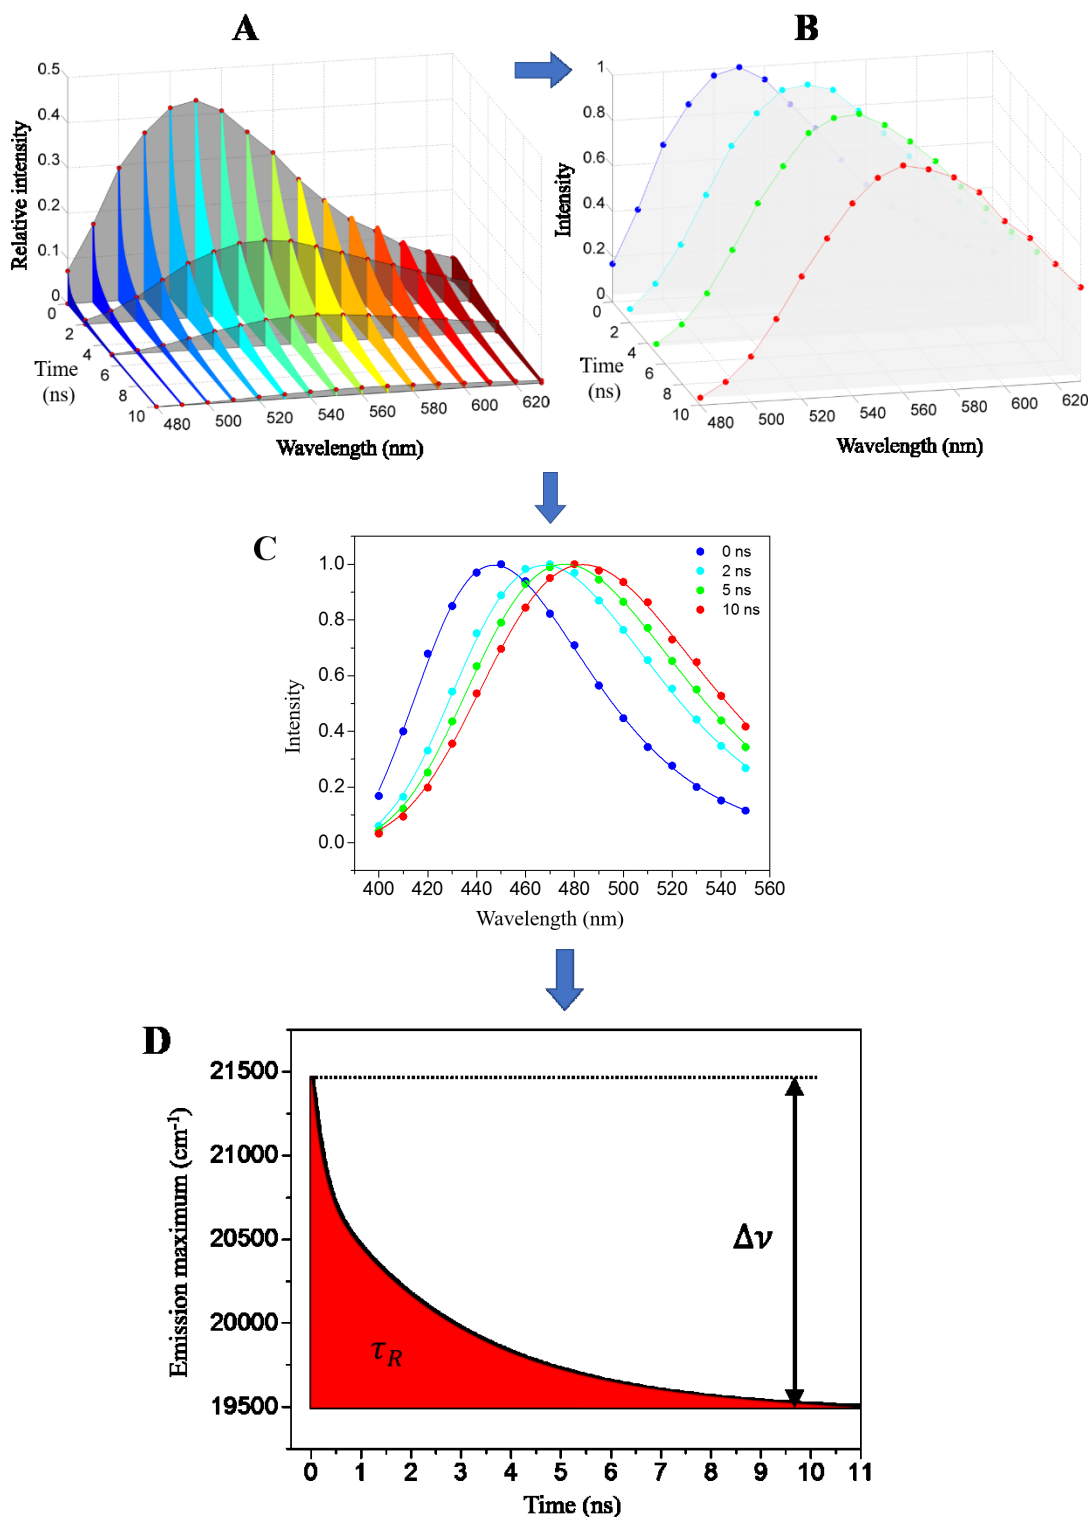 A
B
0.5
0.4
0.3
0.2
0.1
0
Relative intensity
0
2
4
6
8
10
Time
(ns)
480
500
520
540
560
580
600
620
Wavelength (nm)
1
0.8
0.6
0.4
0.2
0
Intensity
0
2
4
6
8
10
Time
(ns)
480
500
520
540
560
580
600
620
Wavelength (nm)
C
1.0
0.8
0.6
0.4
0.2
0.0
Intensity
0 ns
2 ns
5 ns
10 ns
400 420 440 460 480 500 520 540 560
Wavelength (nm)
D
21500
21000
20500
20000
19500
Emission maximum (cm⁻¹)
Δν
τR
0 1 2 3 4 5 6 7 8 9 10 11
Time (ns)